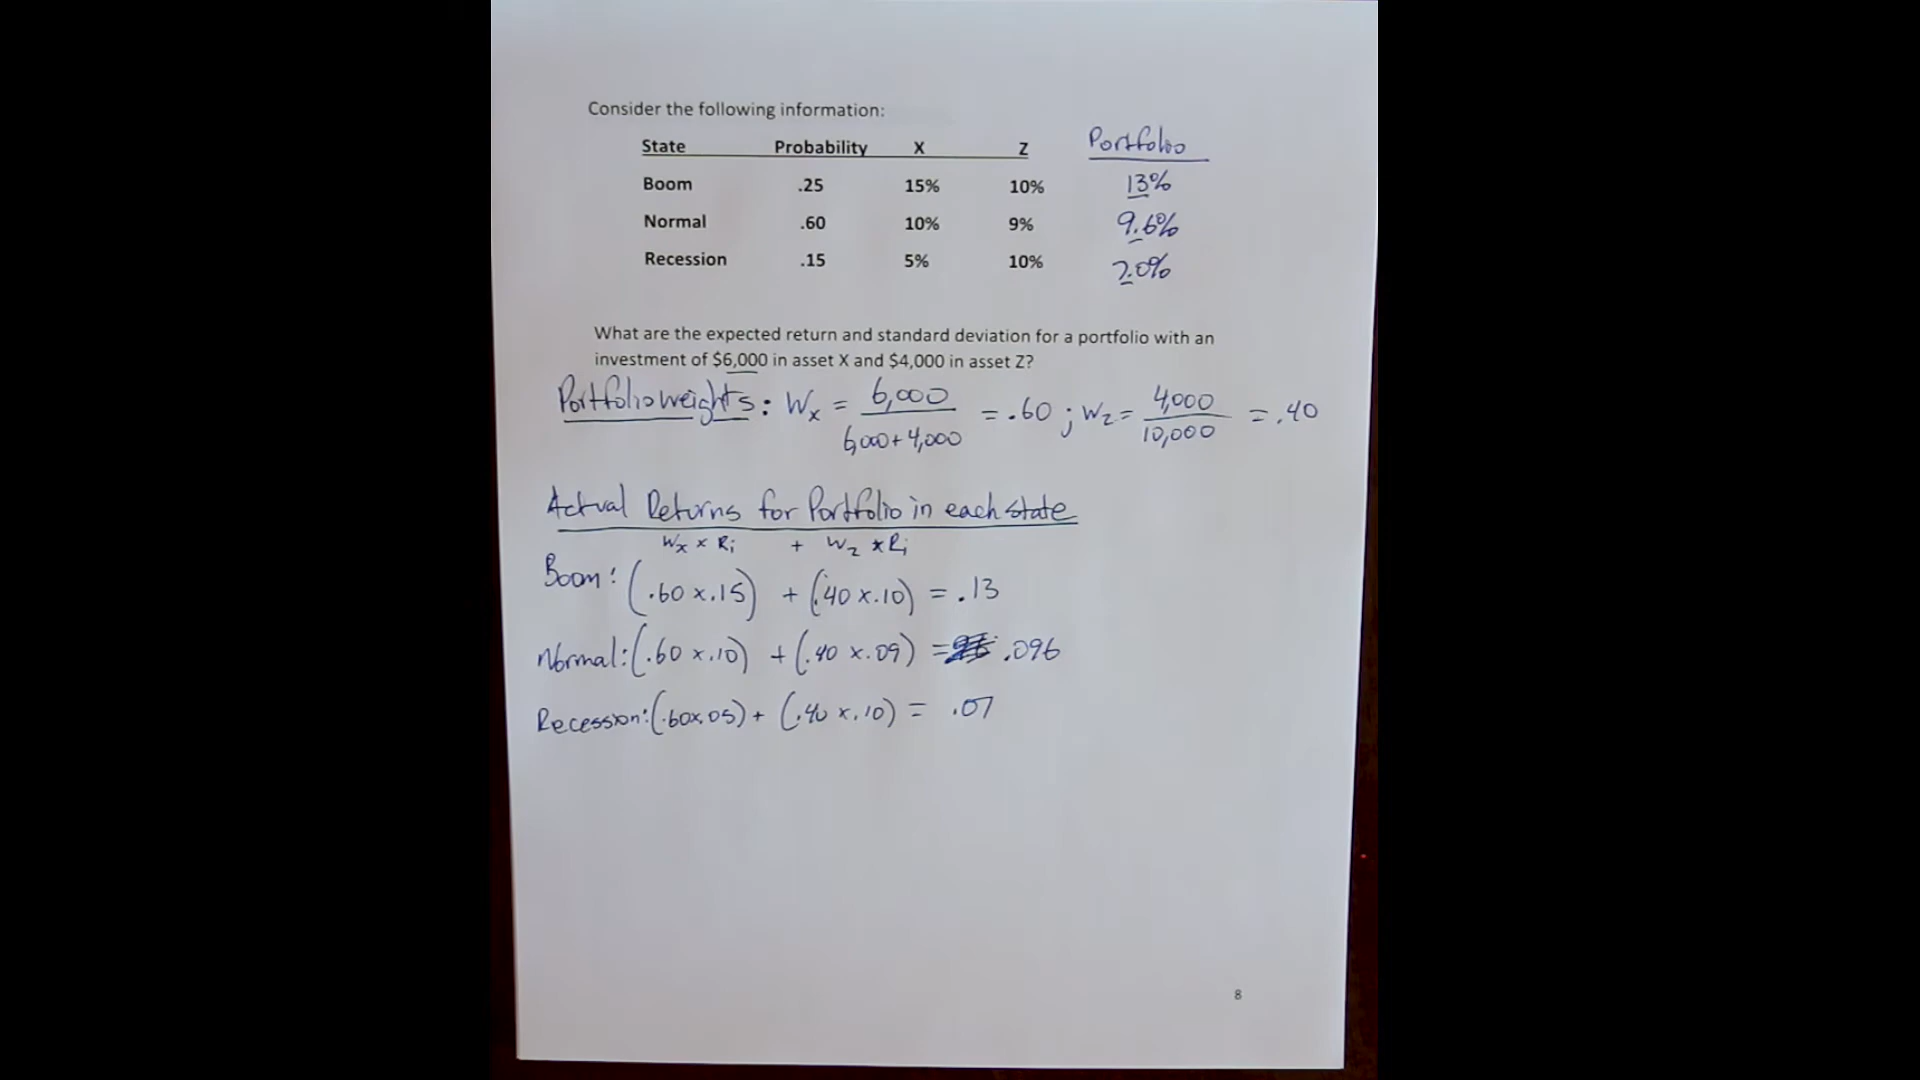 Consider the following information:
State Probability X Z Portfolio
Boom .25 15% 10% 13%
Normal .60 10% 9% 9.6%
Recession .15 5% 10% 7.0%
What are the expected return and standard deviation for a portfolio with an
investment of $6,000 in asset X and $4,000 in asset Z?
Portfolio weights: Wx = 6,000 / 6,000+4,000 = .60 ; Wz = 4,000 / 10,000 = .40
Actual Returns for Portfolio in each state
Wx × Ri + Wz × Ri
Boom: (.60 x .15) + (.40 x .10) = .13
Normal: (.60 x .10) + (.40 x .09) = .096
Recession: (.60x.05) + (.40 x .10) = .07
8